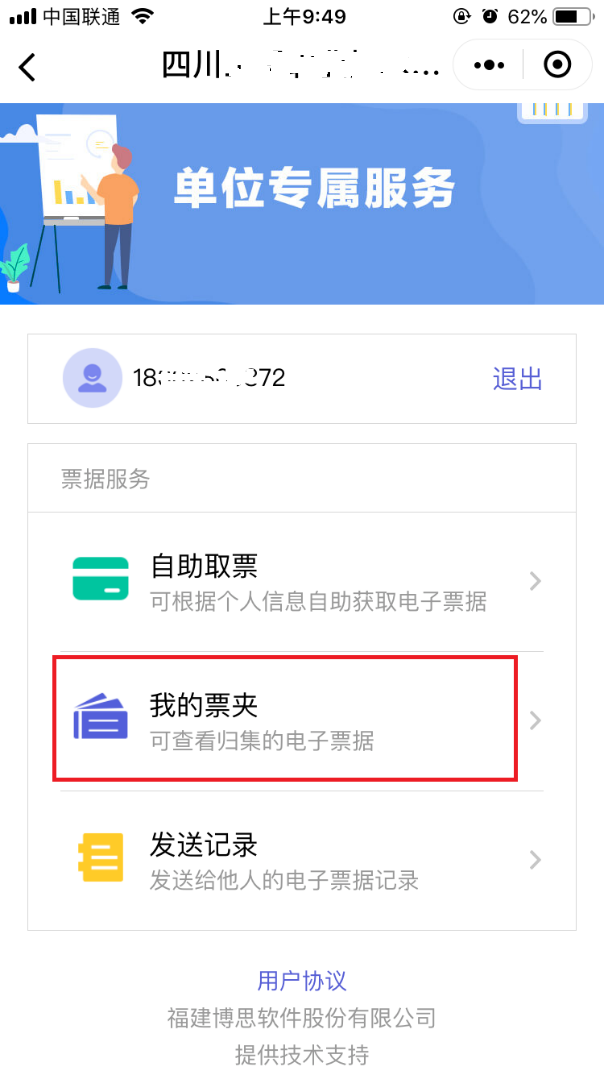 中国联通
上午9:49
62%
四川
单位专属服务
退出
票据服务
自助取票
可根据个人信息自助获取电子票据
我的票夹
可查看归集的电子票据
发送记录
发送给他人的电子票据记录
用户协议
福建博思软件股份有限公司
提供技术支持